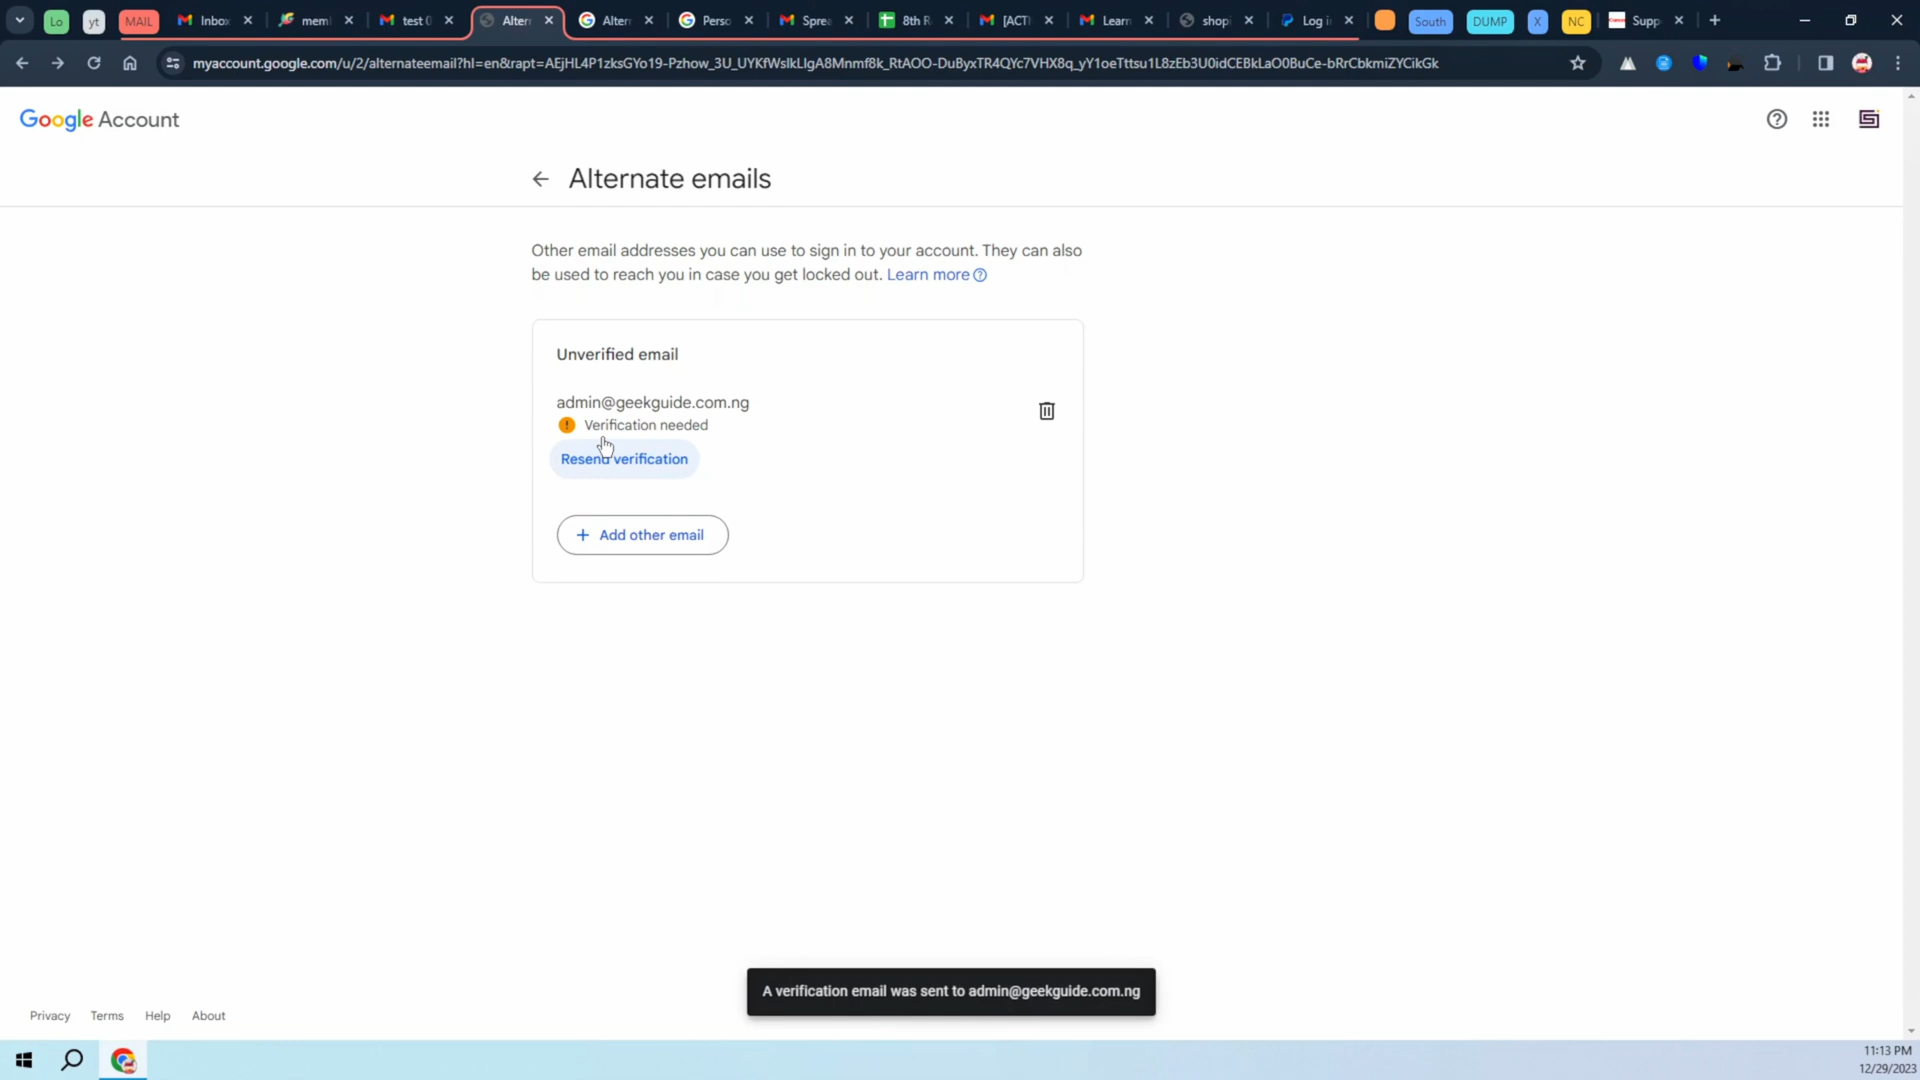 Lo
yt
MAIL
Inbox
mem
test 0
Altern
Altern
Perso
Sprea
8th R
[ACTI
Learn
shopi
Log i
South
DUMP
X
NC
Supp
myaccount.google.com/u/2/alternateemail?hl=en&rapt=AEjHL4P1zksGYo19-Pzhow_3U_UYKfWslkLlgA8Mnmf8k_RtAOO-DuByxTR4QYc7VHX8q_yY1oeTttsu1L8zEb3U0idCEBkLaO0BuCe-bRrCbkmiZYCikGk
Google Account
Alternate emails
Other email addresses you can use to sign in to your account. They can also
be used to reach you in case you get locked out. Learn more
Unverified email
admin@geekguide.com.ng
Verification needed
Resend verification
+ Add other email
A verification email was sent to admin@geekguide.com.ng
Privacy
Terms
Help
About
11:13 PM
12/29/2023